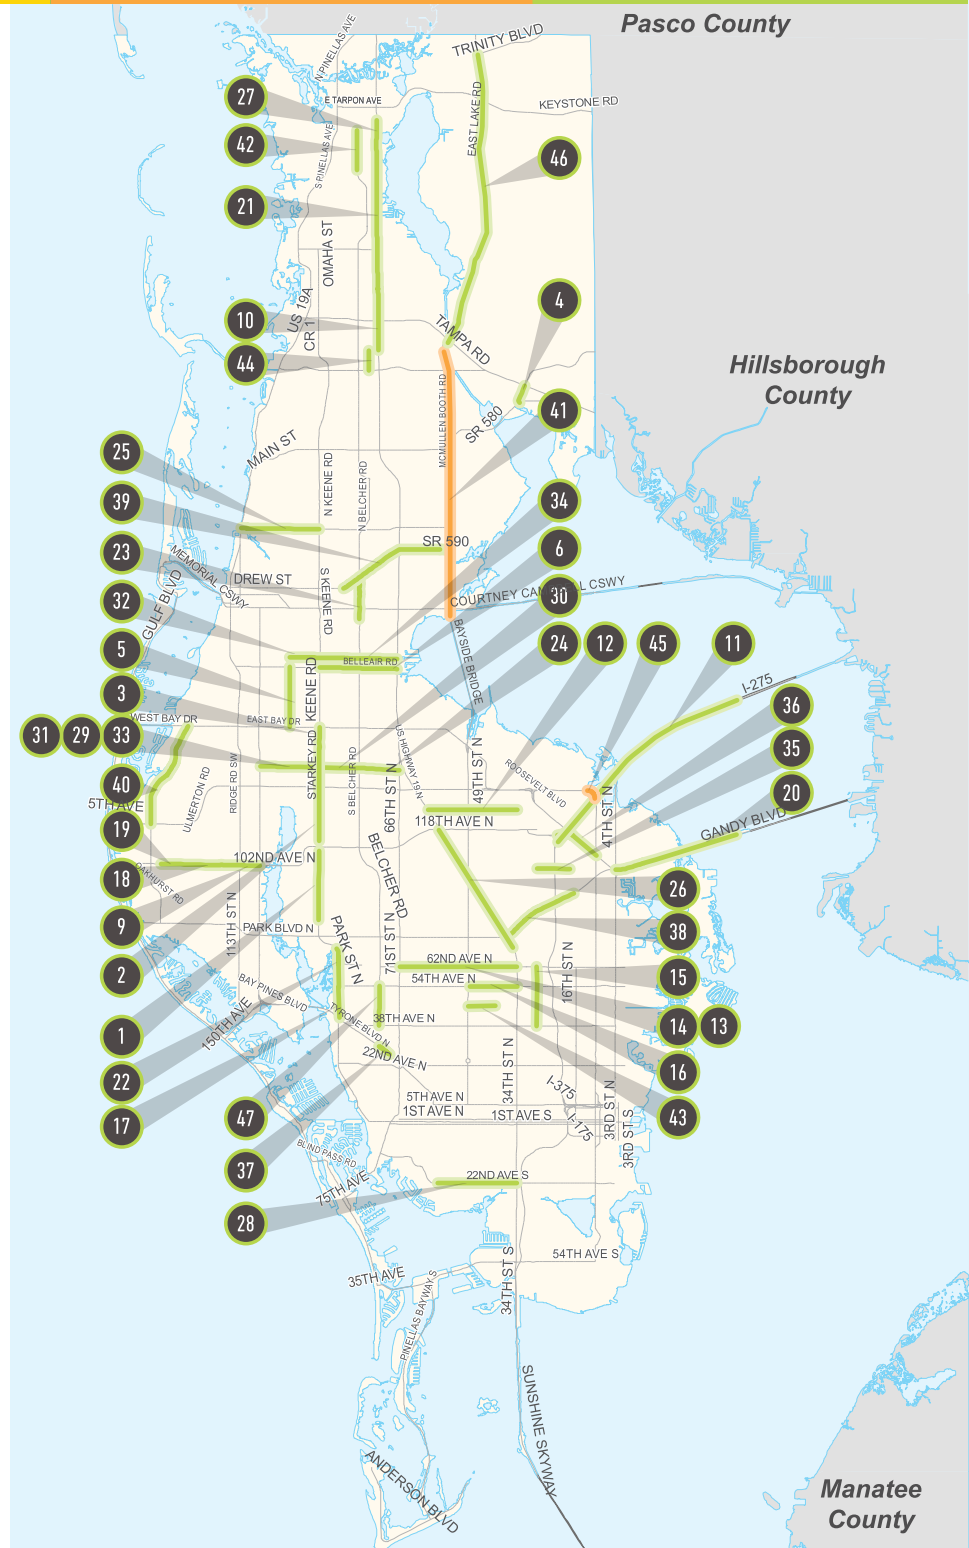 Pasco County
N PINELLAS AVE
TRINITY BLVD
27
E TARPON AVE
EAST LAKE RD
KEYSTONE RD
42
S PINELLAS AVE
46
21
OMAHA ST
4
US 19A
10
CR 1
TAMPA RD
44
Hillsborough
County
MCMULLEN BOOTH RD
41
SR 580
25
MAIN ST
N KEENE RD
N BELCHER RD
39
34
23
SR 590
6
MEMORIAL CSWY
DREW ST
GULF BLVD
S KEENE RD
32
COURTNEY CAMPBELL CSWY
30
5
BELLEAIR RD
BAYSIDE BRIDGE
24
12
45
11
3
KEENE RD
I-275
WEST BAY DR
EAST BAY DR
36
31
29
33
STARKEY RD
S BELCHER RD
US HIGHWAY 19 N
49TH ST N
35
40
ULMERTON RD
RIDGE RD SW
66TH ST N
ROOSEVELT BLVD
20
5TH AVE
4TH ST N
19
118TH AVE N
GANDY BLVD
102ND AVE N
BELCHER RD
18
OAKHURST RD
26
9
113TH ST N
PARK BLVD N
PARK ST N
71ST ST N
38
2
62ND AVE N
16TH ST N
15
54TH AVE N
BAY PINES BLVD
1
150TH AVE
TYRONE BLVD N
38TH AVE N
14
13
22
22ND AVE N
34TH ST N
16
17
47
5TH AVE N
I-375
3RD ST N
43
1ST AVE N
1ST AVE S
I-175
3RD ST S
37
BLIND PASS RD
75TH AVE
22ND AVE S
28
54TH AVE S
35TH AVE
34TH ST S
PINELLAS BAYWAY S
SUNSHINE SKYWAY
ANDERSON BLVD
Manatee
County